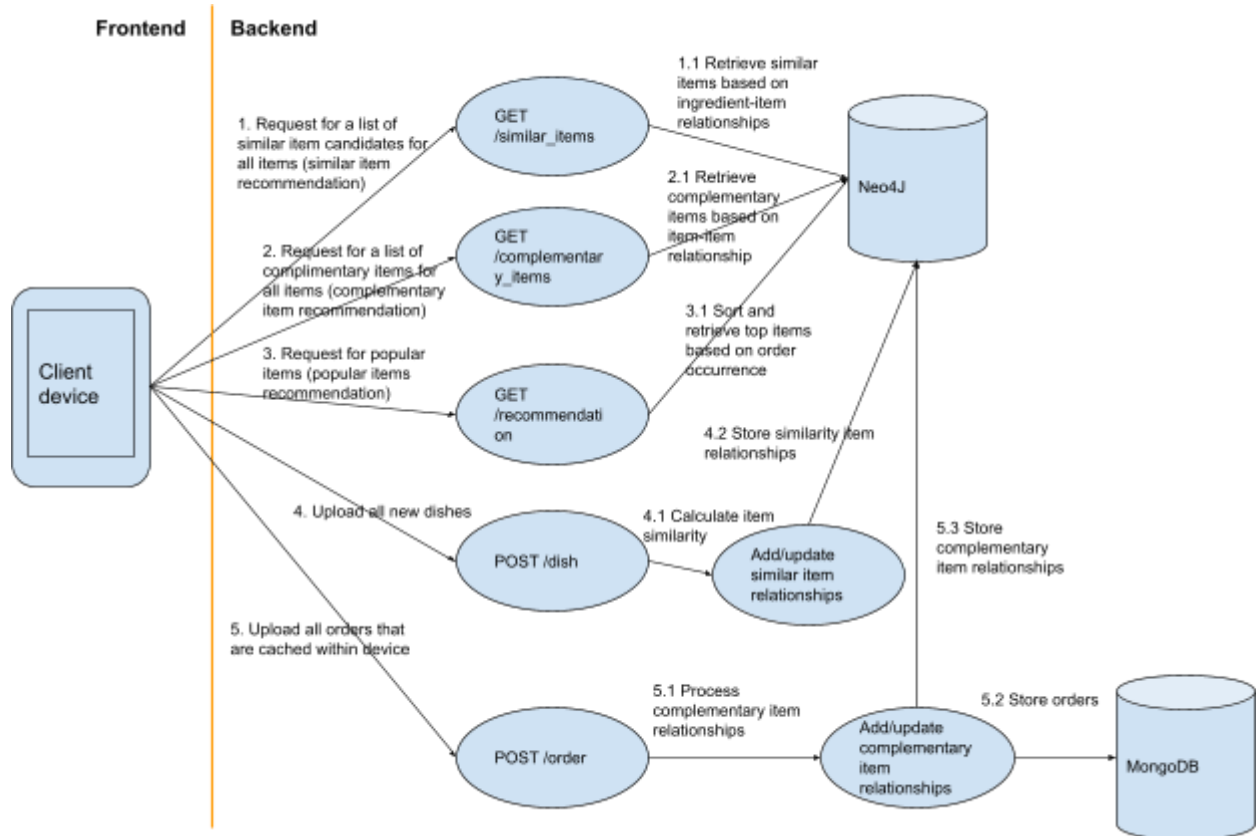 Frontend
Backend
1. Request for a list of
similar item candidates for
all items (similar item
recommendation)
GET
/similar_items
1.1 Retrieve similar
items based on
ingredient-item
relationships
Neo4J
2. Request for a list of
complimentary items for
all items (complementary
item recommendation)
GET
/complementar
y_items
2.1 Retrieve
complementary
items based on
item-item
relationship
3. Request for popular
items (popular items
recommendation)
GET
/recommendati
on
3.1 Sort and
retrieve top items
based on order
occurrence
Client
device
4. Upload all new dishes
POST /dish
4.1 Calculate item
similarity
Add/update
similar item
relationships
4.2 Store similarity item
relationships
5. Upload all orders that
are cached within device
POST /order
5.1 Process
complementary item
relationships
Add/update
complementary
item
relationships
5.2 Store orders
MongoDB
5.3 Store
complementary
item relationships